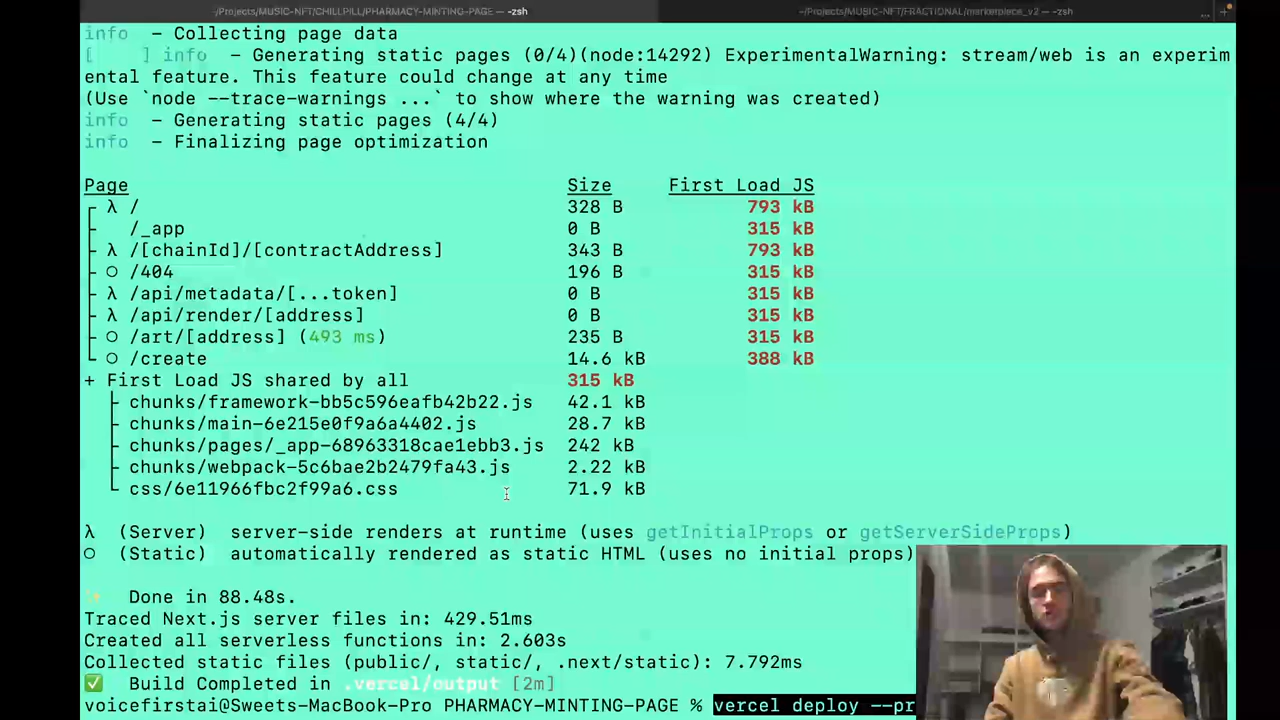 ~/Projects/MUSIC-NFT/CHILLPILL/PHARMACY-MINTING-PAGE — -zsh
~/Projects/MUSIC-NFT/FRACTIONAL/marketplace_v2 — -zsh
... +
info  - Collecting page data
[    ] info  - Generating static pages (0/4)(node:14292) ExperimentalWarning: stream/web is an experim
ental feature. This feature could change at any time
(Use `node --trace-warnings ...` to show where the warning was created)
info  - Generating static pages (4/4)
info  - Finalizing page optimization
Page Size First Load JS
┌ λ / 328 B 793 kB
├   /_app 0 B 315 kB
├ λ /[chainId]/[contractAddress] 343 B 793 kB
├ ○ /404 196 B 315 kB
├ λ /api/metadata/[...token] 0 B 315 kB
├ λ /api/render/[address] 0 B 315 kB
├ ○ /art/[address] (493 ms) 235 B 315 kB
└ ○ /create 14.6 kB 388 kB
+ First Load JS shared by all 315 kB
├ chunks/framework-bb5c596eafb42b22.js 42.1 kB
├ chunks/main-6e215e0f9a6a4402.js 28.7 kB
├ chunks/pages/_app-68963318cae1ebb3.js 242 kB
├ chunks/webpack-5c6bae2b2479fa43.js 2.22 kB
└ css/6e11966fbc2f99a6.css 71.9 kB
λ  (Server)  server-side renders at runtime (uses getInitialProps or getServerSideProps)
○  (Static)  automatically rendered as static HTML (uses no initial props)
✨  Done in 88.48s.
Traced Next.js server files in: 429.51ms
Created all serverless functions in: 2.603s
Collected static files (public/, static/, .next/static): 7.792ms
✅  Build Completed in .vercel/output [2m]
voicefirstai@Sweets-MacBook-Pro PHARMACY-MINTING-PAGE % vercel deploy --pr